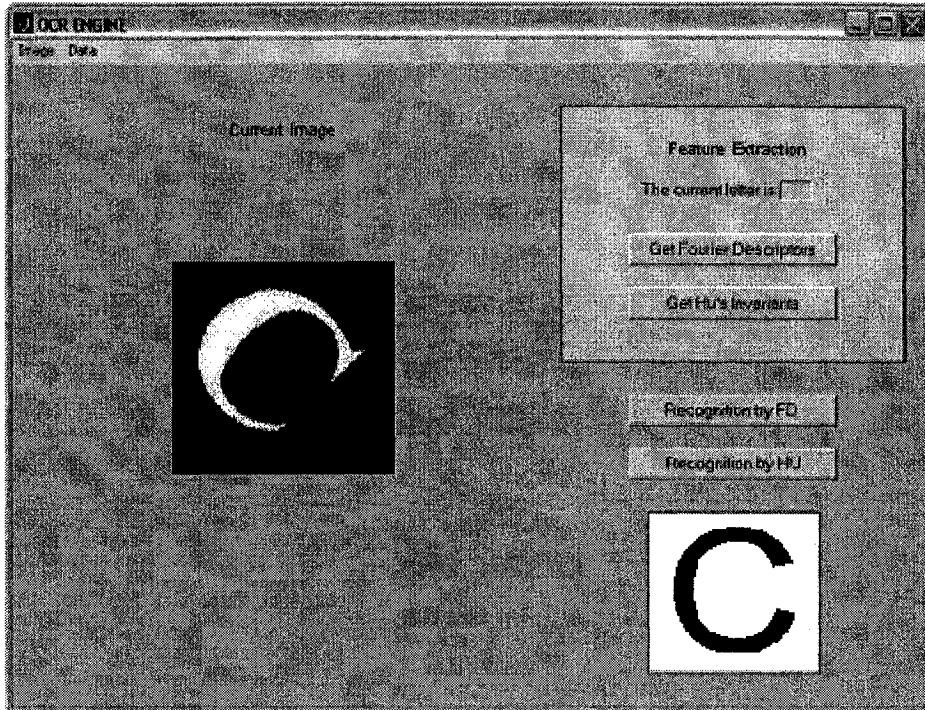 OCR ENGINE
Image Data
Current Image
Feature Extraction
The current letter is
Get Fourier Descriptors
Get Hu's Invariants
Recognition by FD
Recognition by HU
C
C